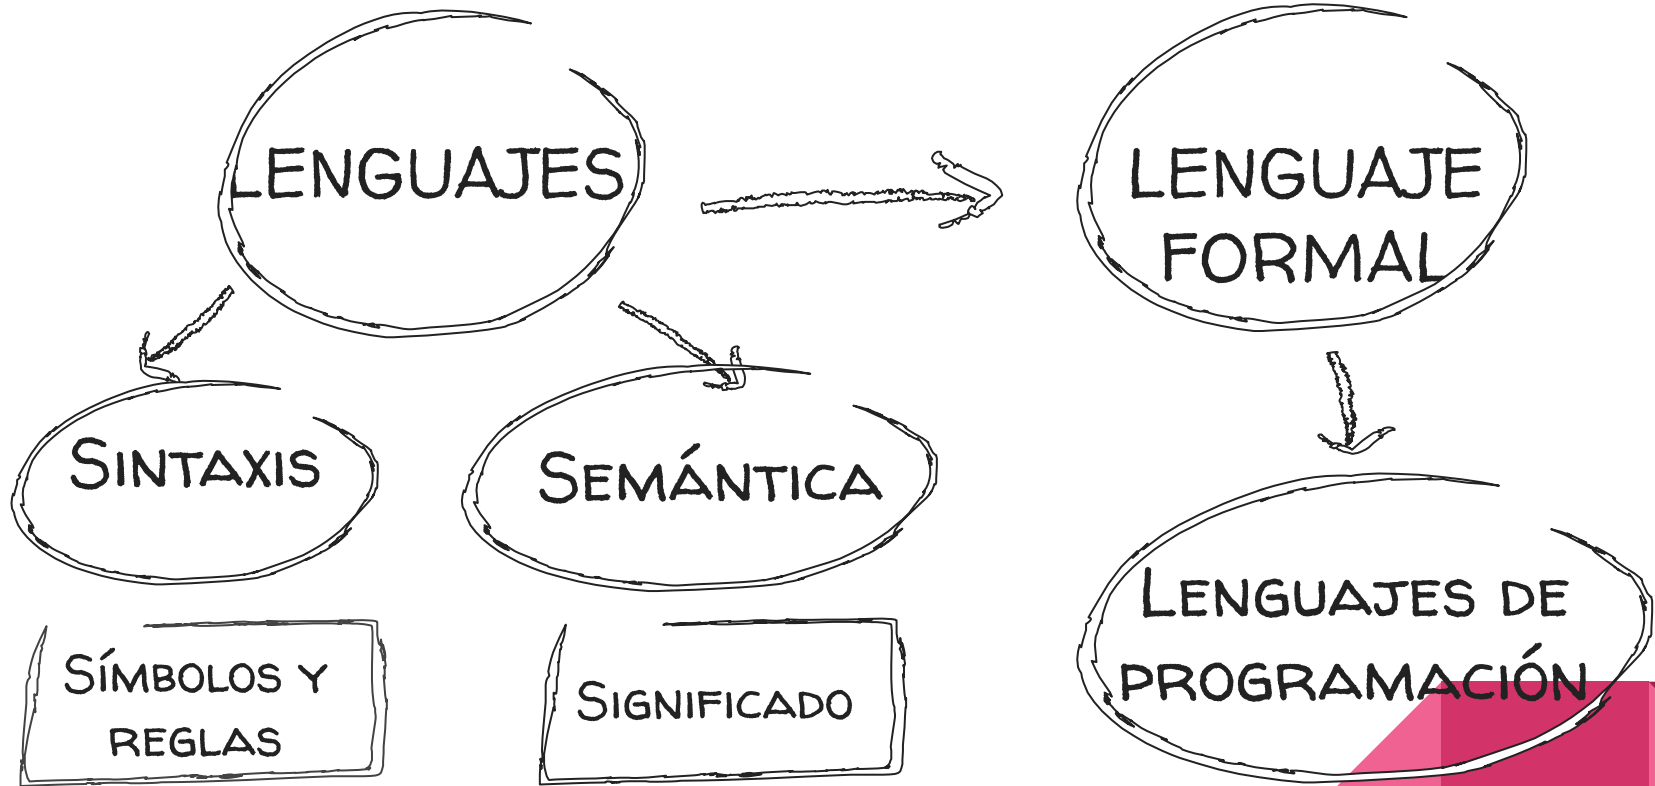 LENGUAJES
LENGUAJE
FORMAL
SINTAXIS
SEMÁNTICA
LENGUAJES DE
PROGRAMACIÓN
SÍMBOLOS Y
REGLAS
SIGNIFICADO